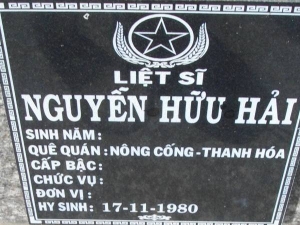 LIỆT SĨ
NGUYỄN HỮU HẢI
SINH NĂM :
QUÊ QUÁN : NÔNG CỐNG-THANH HÓA
CẤP BẬC :
CHỨC VỤ :
ĐƠN VỊ :
HY SINH : 17-11-1980